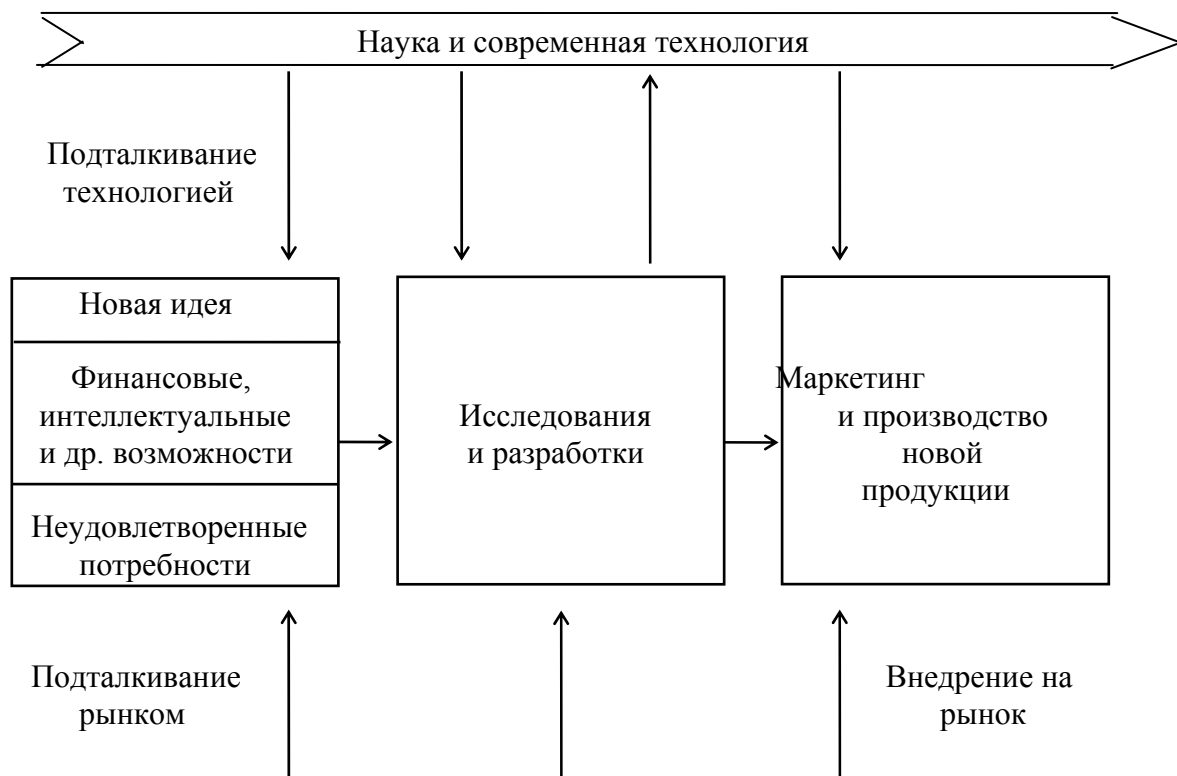 Наука и современная технология
Подталкивание
технологией
Новая идея
Финансовые,
интеллектуальные
и др. возможности
Неудовлетворенные
потребности
Исследования
и разработки
Маркетинг
и производство
новой
продукции
Подталкивание
рынком
Внедрение на
рынок